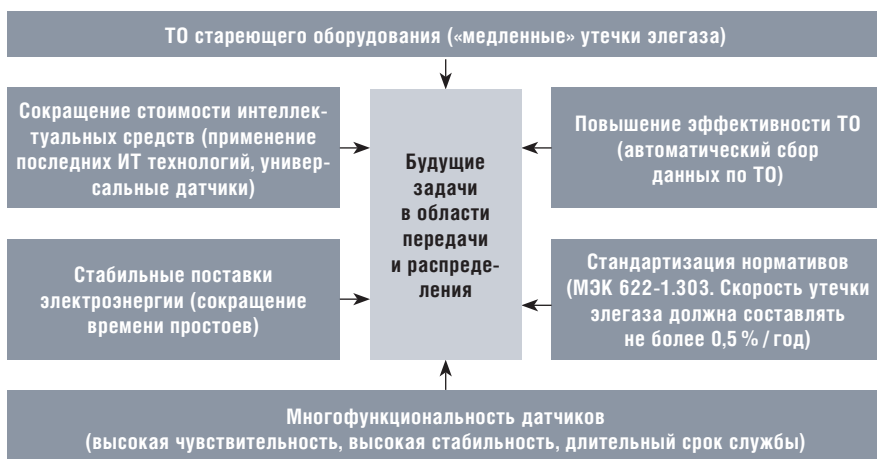 ТО стареющего оборудования («медленные» утечки элегаза)
Сокращение стоимости интеллек-
туальных средств (применение
последних ИТ технологий, универ-
сальные датчики)
Повышение эффективности ТО
(автоматический сбор
данных по ТО)
Будущие
задачи
в области
передачи
и распреде-
ления
Стабильные поставки
электроэнергии (сокращение
времени простоев)
Стандартизация нормативов
(МЭК 622-1.303. Скорость утечки
элегаза должна составлять
не более 0,5 % / год)
Многофункциональность датчиков
(высокая чувствительность, высокая стабильность, длительный срок службы)